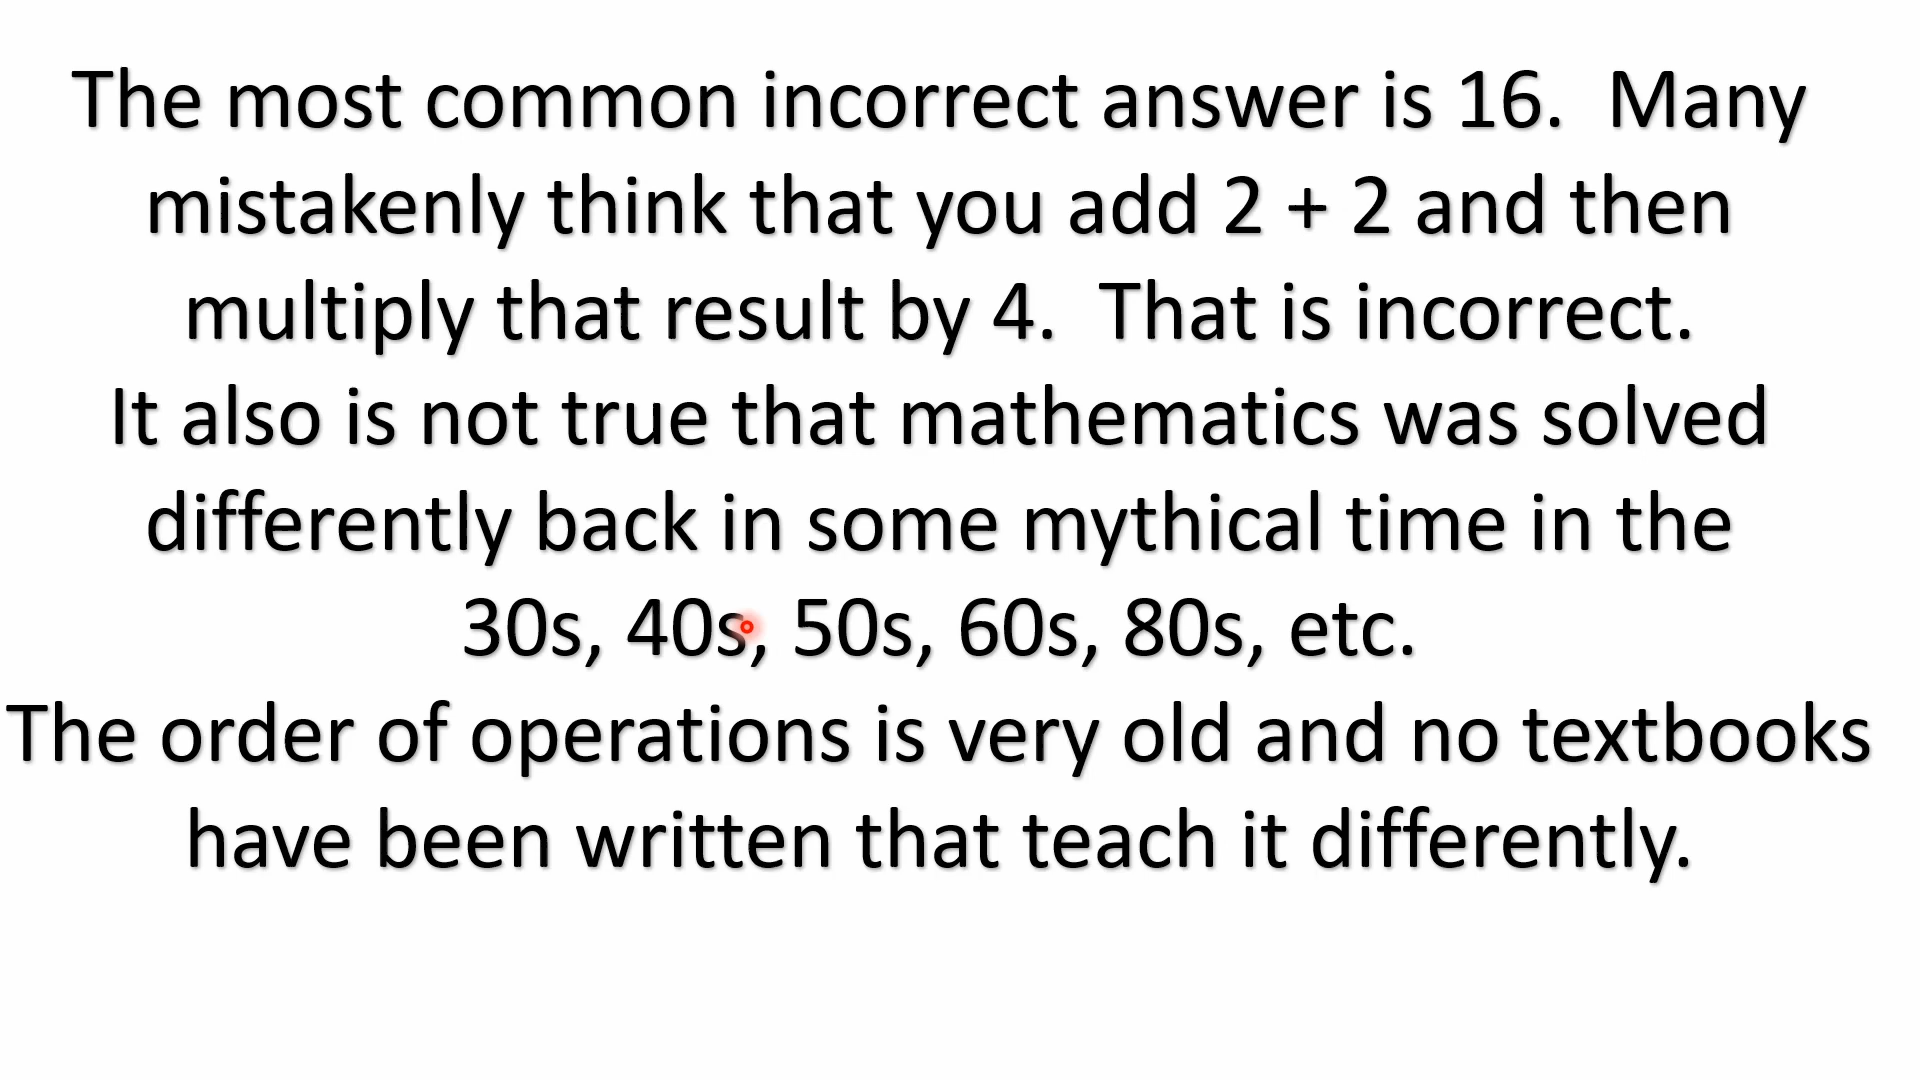 The most common incorrect answer is 16.  Many
mistakenly think that you add 2 + 2 and then
multiply that result by 4.  That is incorrect.
It also is not true that mathematics was solved
differently back in some mythical time in the
30s, 40s, 50s, 60s, 80s, etc.
The order of operations is very old and no textbooks
have been written that teach it differently.